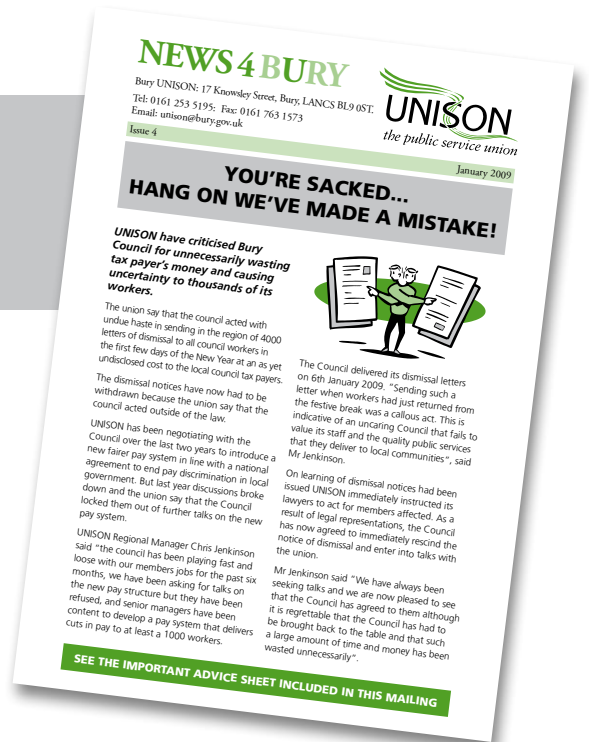 NEWS 4 BURY
Bury UNISON: 17 Knowsley Street, Bury, LANCS BL9 0ST.
Tel: 0161 253 5195; Fax: 0161 763 1573
Email: unison@bury.gov.uk
UNISON
the public service union
Issue 4
January 2009
YOU'RE SACKED...
HANG ON WE'VE MADE A MISTAKE!
UNISON have criticised Bury
Council for unnecessarily wasting
tax payer's money and causing
uncertainty to thousands of its
workers.
The union say that the council acted with
undue haste in sending in the region of 4000
letters of dismissal to all council workers in
the first few days of the New Year at an as yet
undisclosed cost to the local council tax payers.
The dismissal notices have now had to be
withdrawn because the union say that the
council acted outside of the law.
UNISON has been negotiating with the
Council over the last two years to introduce a
new fairer pay system in line with a national
agreement to end pay discrimination in local
government. But last year discussions broke
down and the union say that the Council
locked them out of further talks on the new
pay system.
UNISON Regional Manager Chris Jenkinson
said "the council has been playing fast and
loose with our members jobs for the past six
months, we have been asking for talks on
the new pay structure but they have been
refused, and senior managers have been
content to develop a pay system that delivers
cuts in pay to at least a 1000 workers.
The Council delivered its dismissal letters
on 6th January 2009. "Sending such a
letter when workers had just returned from
the festive break was a callous act. This is
indicative of an uncaring Council that fails to
value its staff and the quality public services
that they deliver to local communities", said
Mr Jenkinson.
On learning of dismissal notices had been
issued UNISON immediately instructed its
lawyers to act for members affected. As a
result of legal representations, the Council
has now agreed to immediately rescind the
notice of dismissal and enter into talks with
the union.
Mr Jenkinson said "We have always been
seeking talks and we are now pleased to see
that the Council has agreed to them although
it is regrettable that the Council has had to
be brought back to the table and that such
a large amount of time and money has been
wasted unnecessarily".
SEE THE IMPORTANT ADVICE SHEET INCLUDED IN THIS MAILING